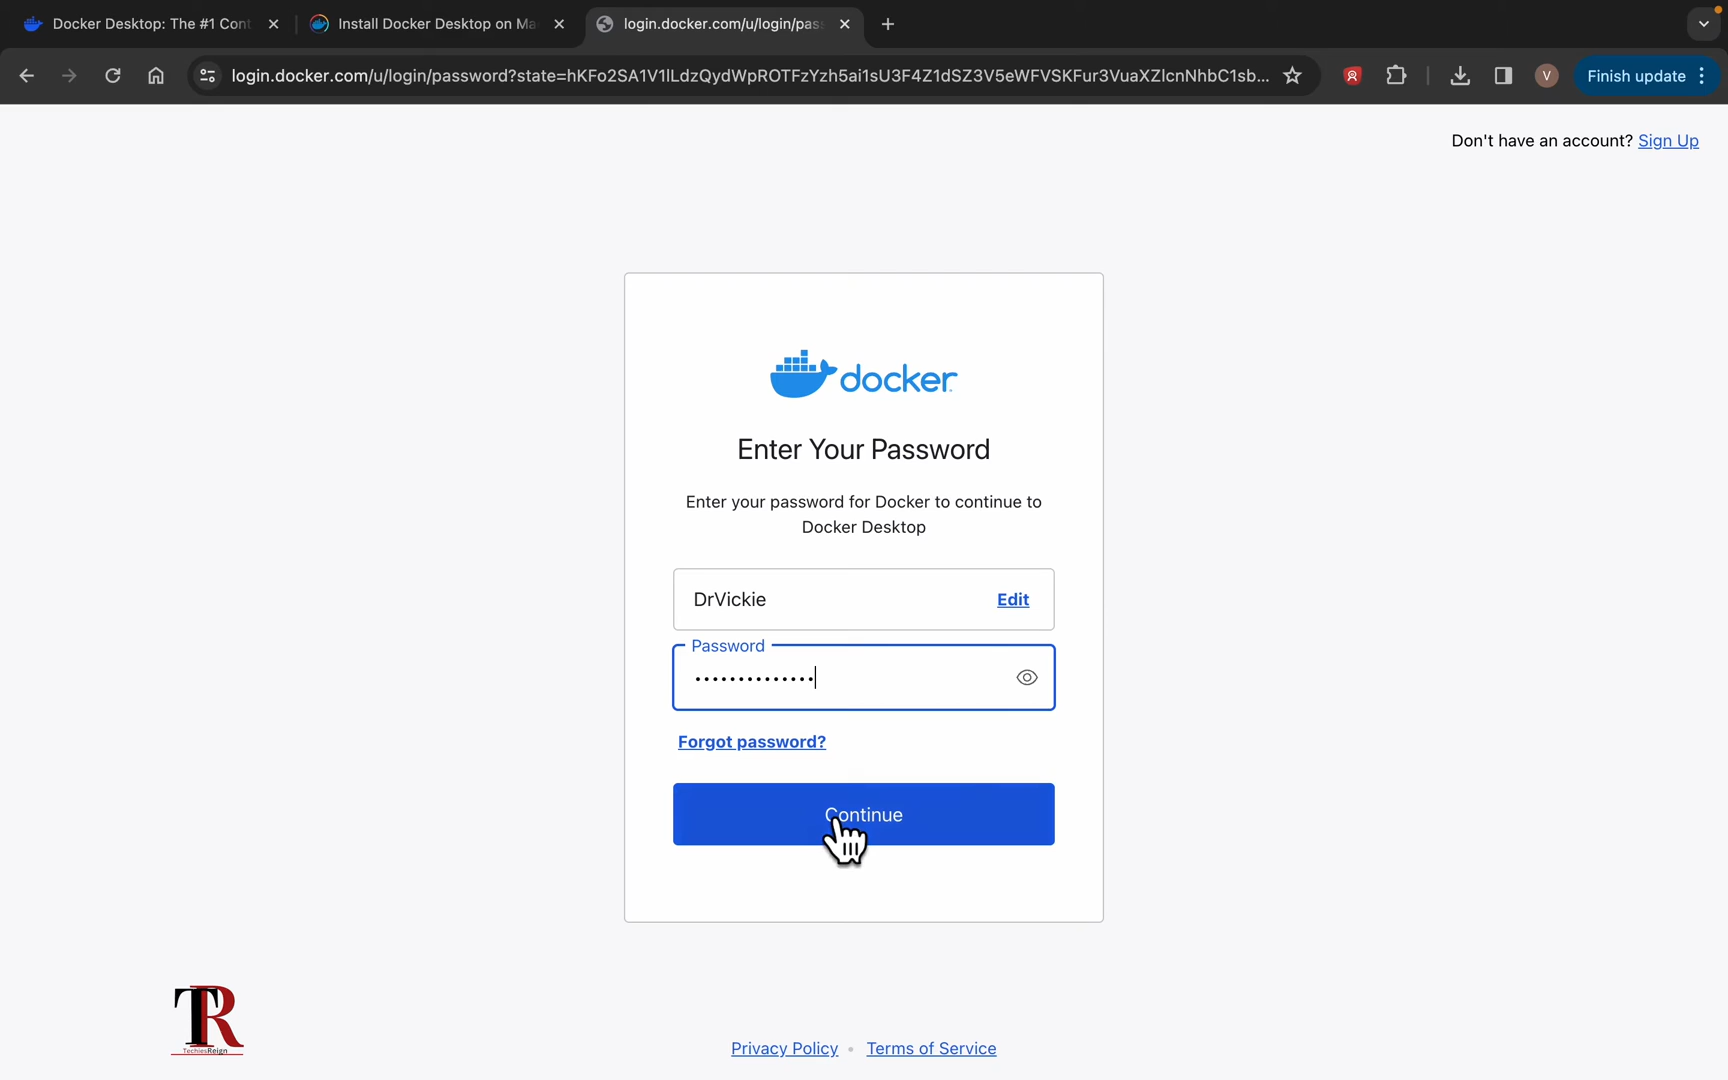 Docker Desktop: The #1 Cont
Install Docker Desktop on Ma
login.docker.com/u/login/pas
login.docker.com/u/login/password?state=hKFo2SA1V1lLdzQydWpROTFzYzh5ai1sU3F4Z1dSZ3V5eWFVSKFur3VuaXZlcnNhbC1sb...
V
Finish update
Don't have an account? Sign Up
docker
Enter Your Password
Enter your password for Docker to continue to
Docker Desktop
DrVickie
Edit
Password
Forgot password?
Continue
TR
TechiesReign
Privacy Policy • Terms of Service